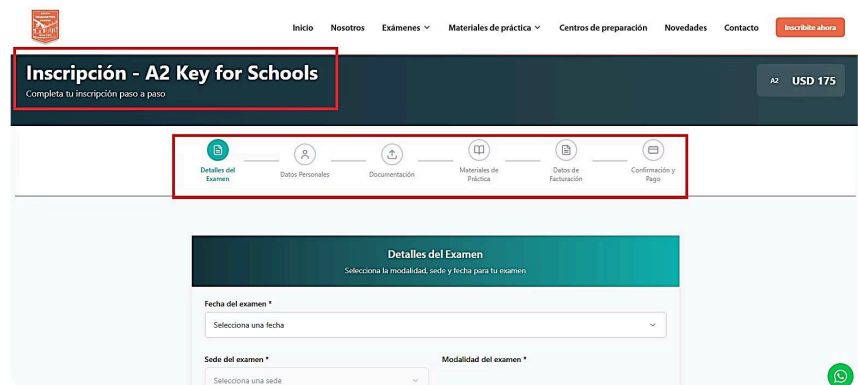 Inicio Nosotros Exámenes Materiales de práctica Centros de preparación Novedades Contacto Inscribite ahora
Inscripción - A2 Key for Schools
Completa tu inscripción paso a paso
A2 USD 175
Detalles del Examen
Datos Personales
Documentación
Materiales de Práctica
Datos de Facturación
Confirmación y Pago
Detalles del Examen
Selecciona la modalidad, sede y fecha para tu examen
Fecha del examen *
Selecciona una fecha
Sede del examen *
Modalidad del examen *
Selecciona una sede